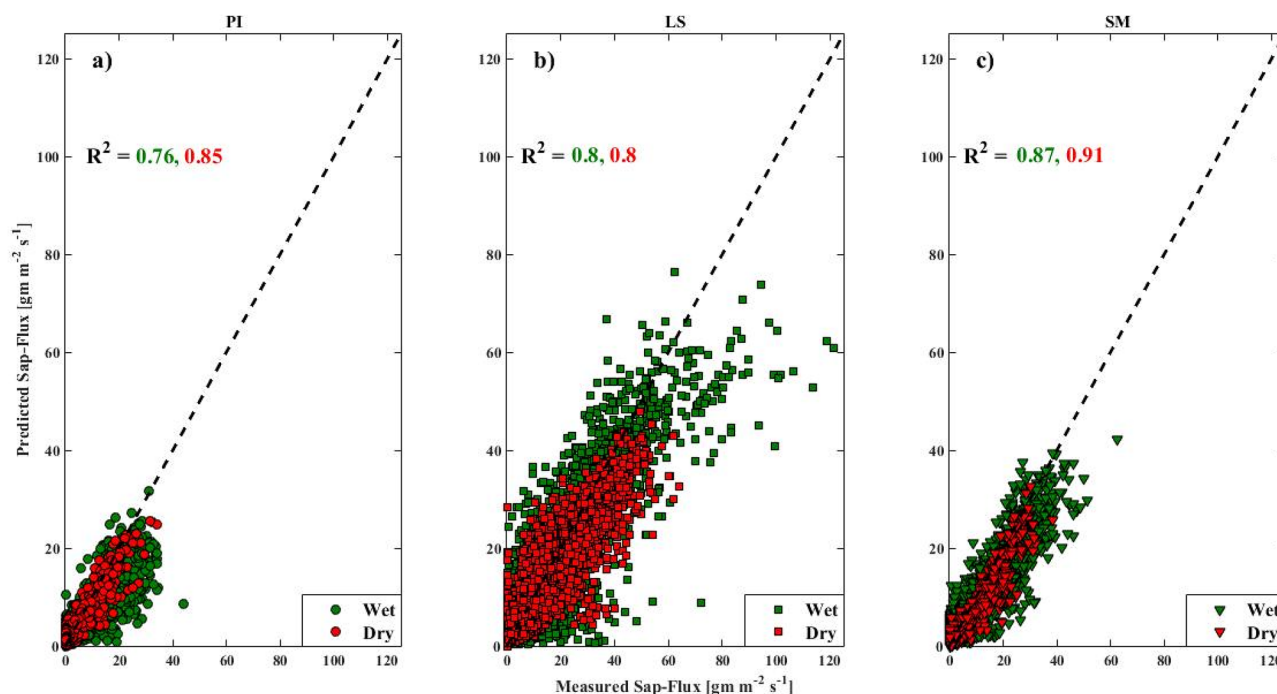 PI
LS
SM
a)
b)
c)
R² = 0.76, 0.85
R² = 0.8, 0.8
R² = 0.87, 0.91
Predicted Sap-Flux [gm m⁻² s⁻¹]
120
100
80
60
40
20
0
120
100
80
60
40
20
0
120
100
80
60
40
20
0
Wet
Dry
Wet
Dry
Wet
Dry
0 20 40 60 80 100 120
0 20 40 60 80 100 120
0 20 40 60 80 100 120
Measured Sap-Flux [gm m⁻² s⁻¹]